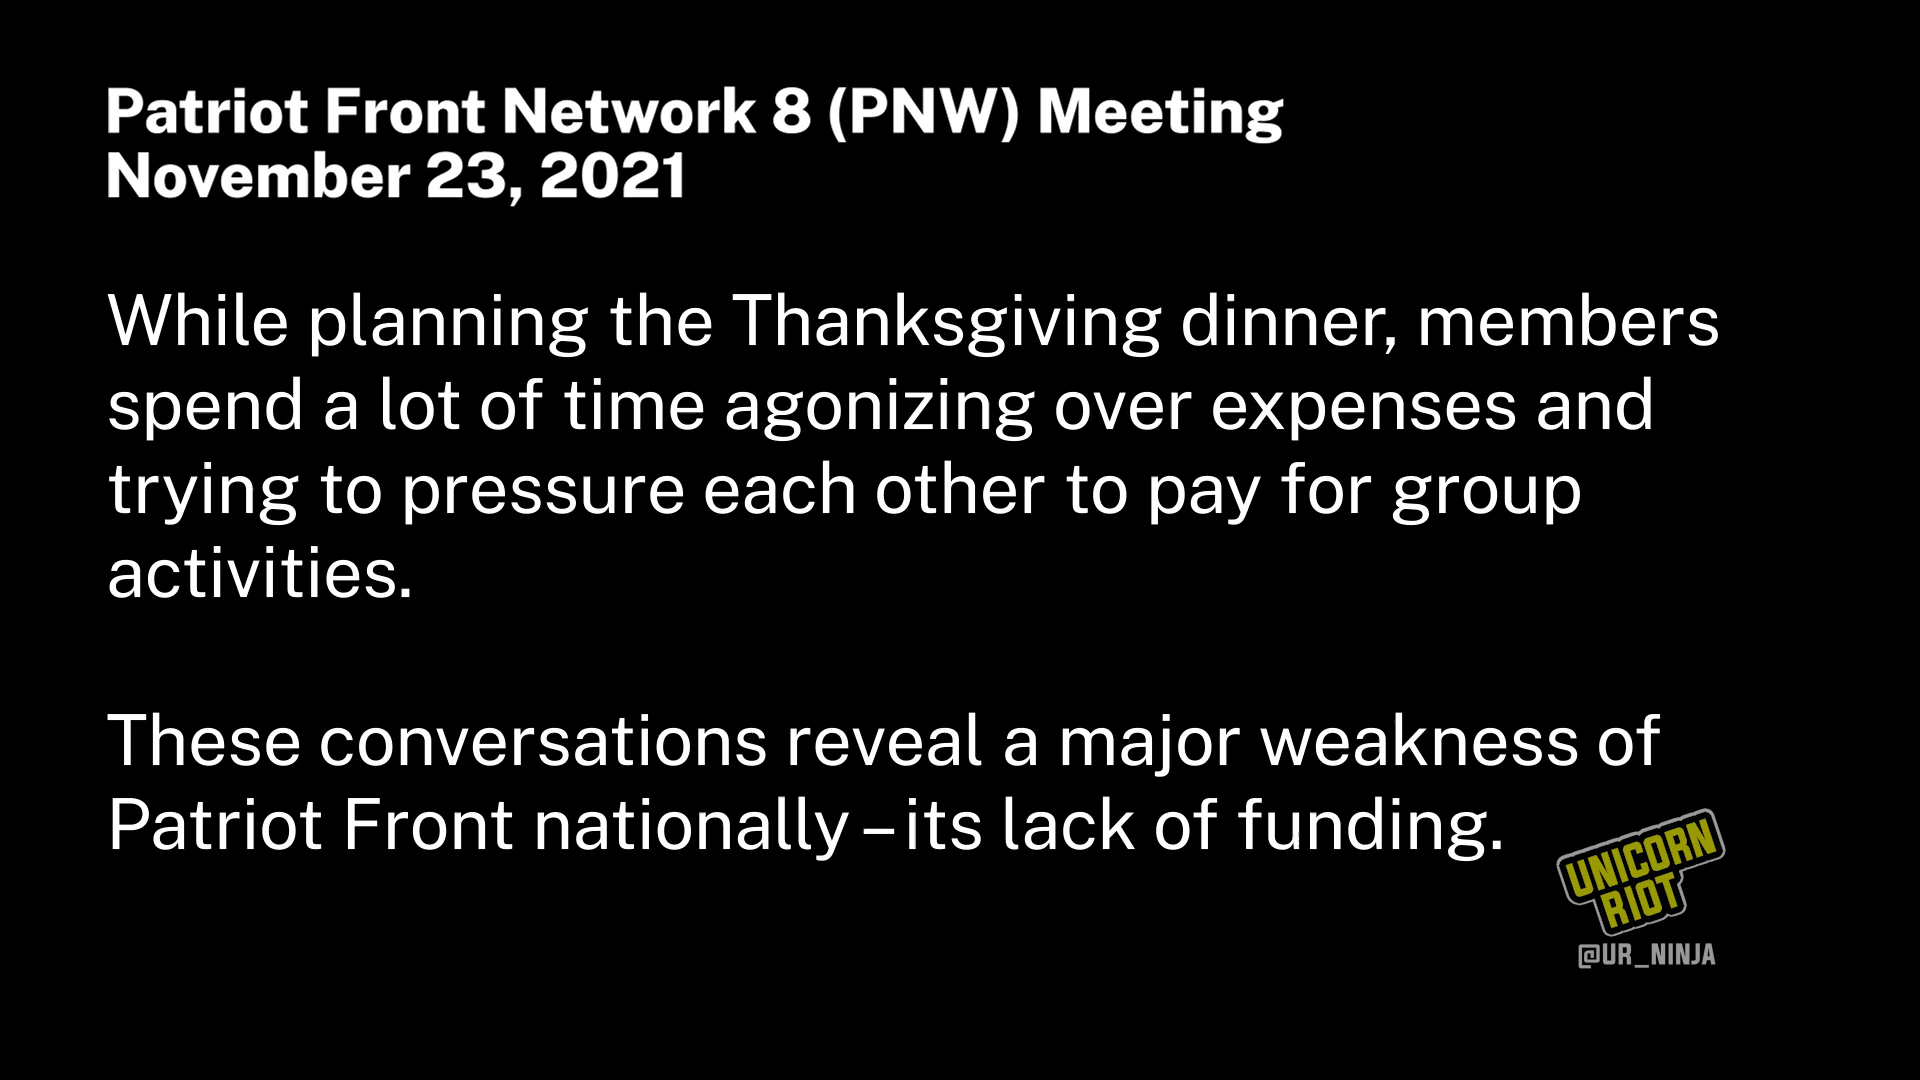 Patriot Front Network 8 (PNW) Meeting
November 23, 2021
While planning the Thanksgiving dinner, members
spend a lot of time agonizing over expenses and
trying to pressure each other to pay for group
activities.
These conversations reveal a major weakness of
Patriot Front nationally – its lack of funding.
UNICORN
RIOT
@UR_NINJA